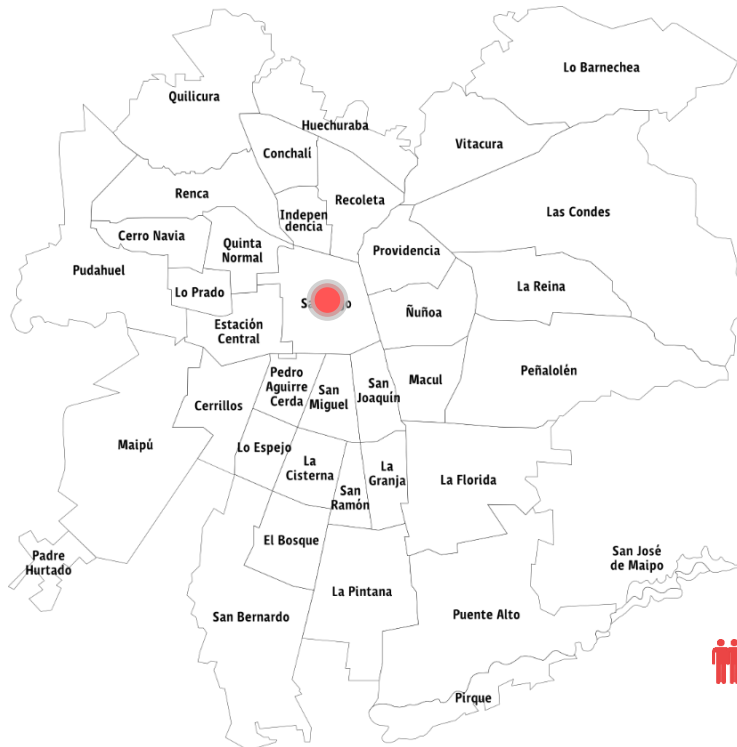 Lo Barnechea
Quilicura
Huechuraba
Vitacura
Conchalí
Renca
Recoleta
Indepen
dencia
Las Condes
Cerro Navia
Quinta
Normal
Providencia
Pudahuel
La Reina
Lo Prado
Ñuñoa
Estación
Central
Pedro
Aguirre
Cerda
San
Miguel
San
Joaquín
Macul
Peñalolén
Cerrillos
Maipú
Lo Espejo
La
Cisterna
La
Granja
San
Ramón
La Florida
El Bosque
Padre
Hurtado
San José
de Maipo
La Pintana
San Bernardo
Puente Alto
Pirque